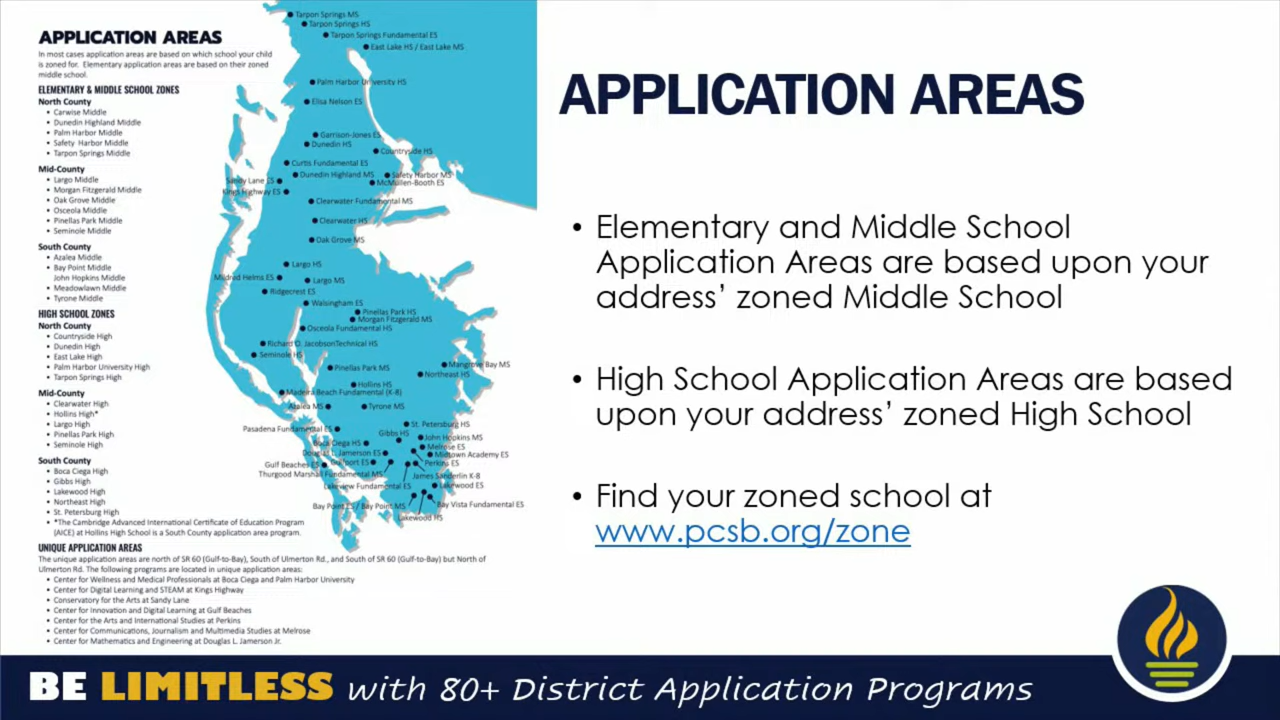 APPLICATION AREAS
In most cases application areas are based on which school your child
is zoned for. Elementary application areas are based on their zoned
middle school.
ELEMENTARY & MIDDLE SCHOOL ZONES
North County
• Carwise Middle
• Dunedin Highland Middle
• Palm Harbor Middle
• Safety Harbor Middle
• Tarpon Springs Middle
Mid-County
• Largo Middle
• Morgan Fitzgerald Middle
• Oak Grove Middle
• Osceola Middle
• Pinellas Park Middle
• Seminole Middle
South County
• Azalea Middle
• Bay Point Middle
John Hopkins Middle
• Meadowlawn Middle
• Tyrone Middle
HIGH SCHOOL ZONES
North County
• Countryside High
• Dunedin High
• East Lake High
• Palm Harbor University High
• Tarpon Springs High
Mid-County
• Clearwater High
• Hollins High*
• Largo High
• Pinellas Park High
• Seminole High
South County
• Boca Ciega High
• Gibbs High
• Lakewood High
• Northeast High
• St. Petersburg High
*The Cambridge Advanced International Certificate of Education Program
(AICE) at Hollins High School is a South County application area program.
UNIQUE APPLICATION AREAS
The unique application areas are north of SR 60 (Gulf-to-Bay), South of Ulmerton Rd., and South of SR 60 (Gulf-to-Bay) but North of
Ulmerton Rd. The following programs are located in unique application areas:
• Center for Wellness and Medical Professionals at Boca Ciega and Palm Harbor University
• Center for Digital Learning and STEAM at Kings Highway
• Conservatory for the Arts at Sandy Lane
• Center for Innovation and Digital Learning at Gulf Beaches
• Center for the Arts and International Studies at Perkins
• Center for Communications, Journalism and Multimedia Studies at Melrose
• Center for Mathematics and Engineering at Douglas L. Jamerson Jr.
Tarpon Springs MS
Tarpon Springs HS
Tarpon Springs Fundamental ES
East Lake HS / East Lake MS
Palm Harbor University HS
Elisa Nelson ES
Garrison-Jones ES
Dunedin HS
Countryside HS
Curtis Fundamental ES
Dunedin Highland MS
Safety Harbor MS
Sandy Lane ES
McMullen-Booth ES
Kings Highway ES
Clearwater Fundamental MS
Clearwater HS
Oak Grove MS
Largo HS
Mildred Helms ES
Largo MS
Ridgecrest ES
Walsingham ES
Pinellas Park HS
Morgan Fitzgerald MS
Osceola Fundamental HS
Richard O. JacobsonTechnical HS
Seminole HS
Mangrove Bay MS
Pinellas Park MS
Northeast HS
Hollins HS
Madeira Beach Fundamental (K-8)
Azalea MS
Tyrone MS
St. Petersburg HS
Pasadena Fundamental ES
Gibbs HS
John Hopkins MS
Boca Ciega HS
Melrose ES
Douglas L. Jamerson ES
Midtown Academy ES
Gulf Beaches ES
Belfort ES
Perkins ES
Thurgood Marshall Fundamental MS
James Sanderlin K-8
Lakeview Fundamental ES
Lakewood ES
Bay Point ES / Bay Point MS
Bay Vista Fundamental ES
Lakewood HS
APPLICATION AREAS
• Elementary and Middle School
Application Areas are based upon your
address’ zoned Middle School
• High School Application Areas are based
upon your address’ zoned High School
• Find your zoned school at
www.pcsb.org/zone
BE LIMITLESS with 80+ District Application Programs